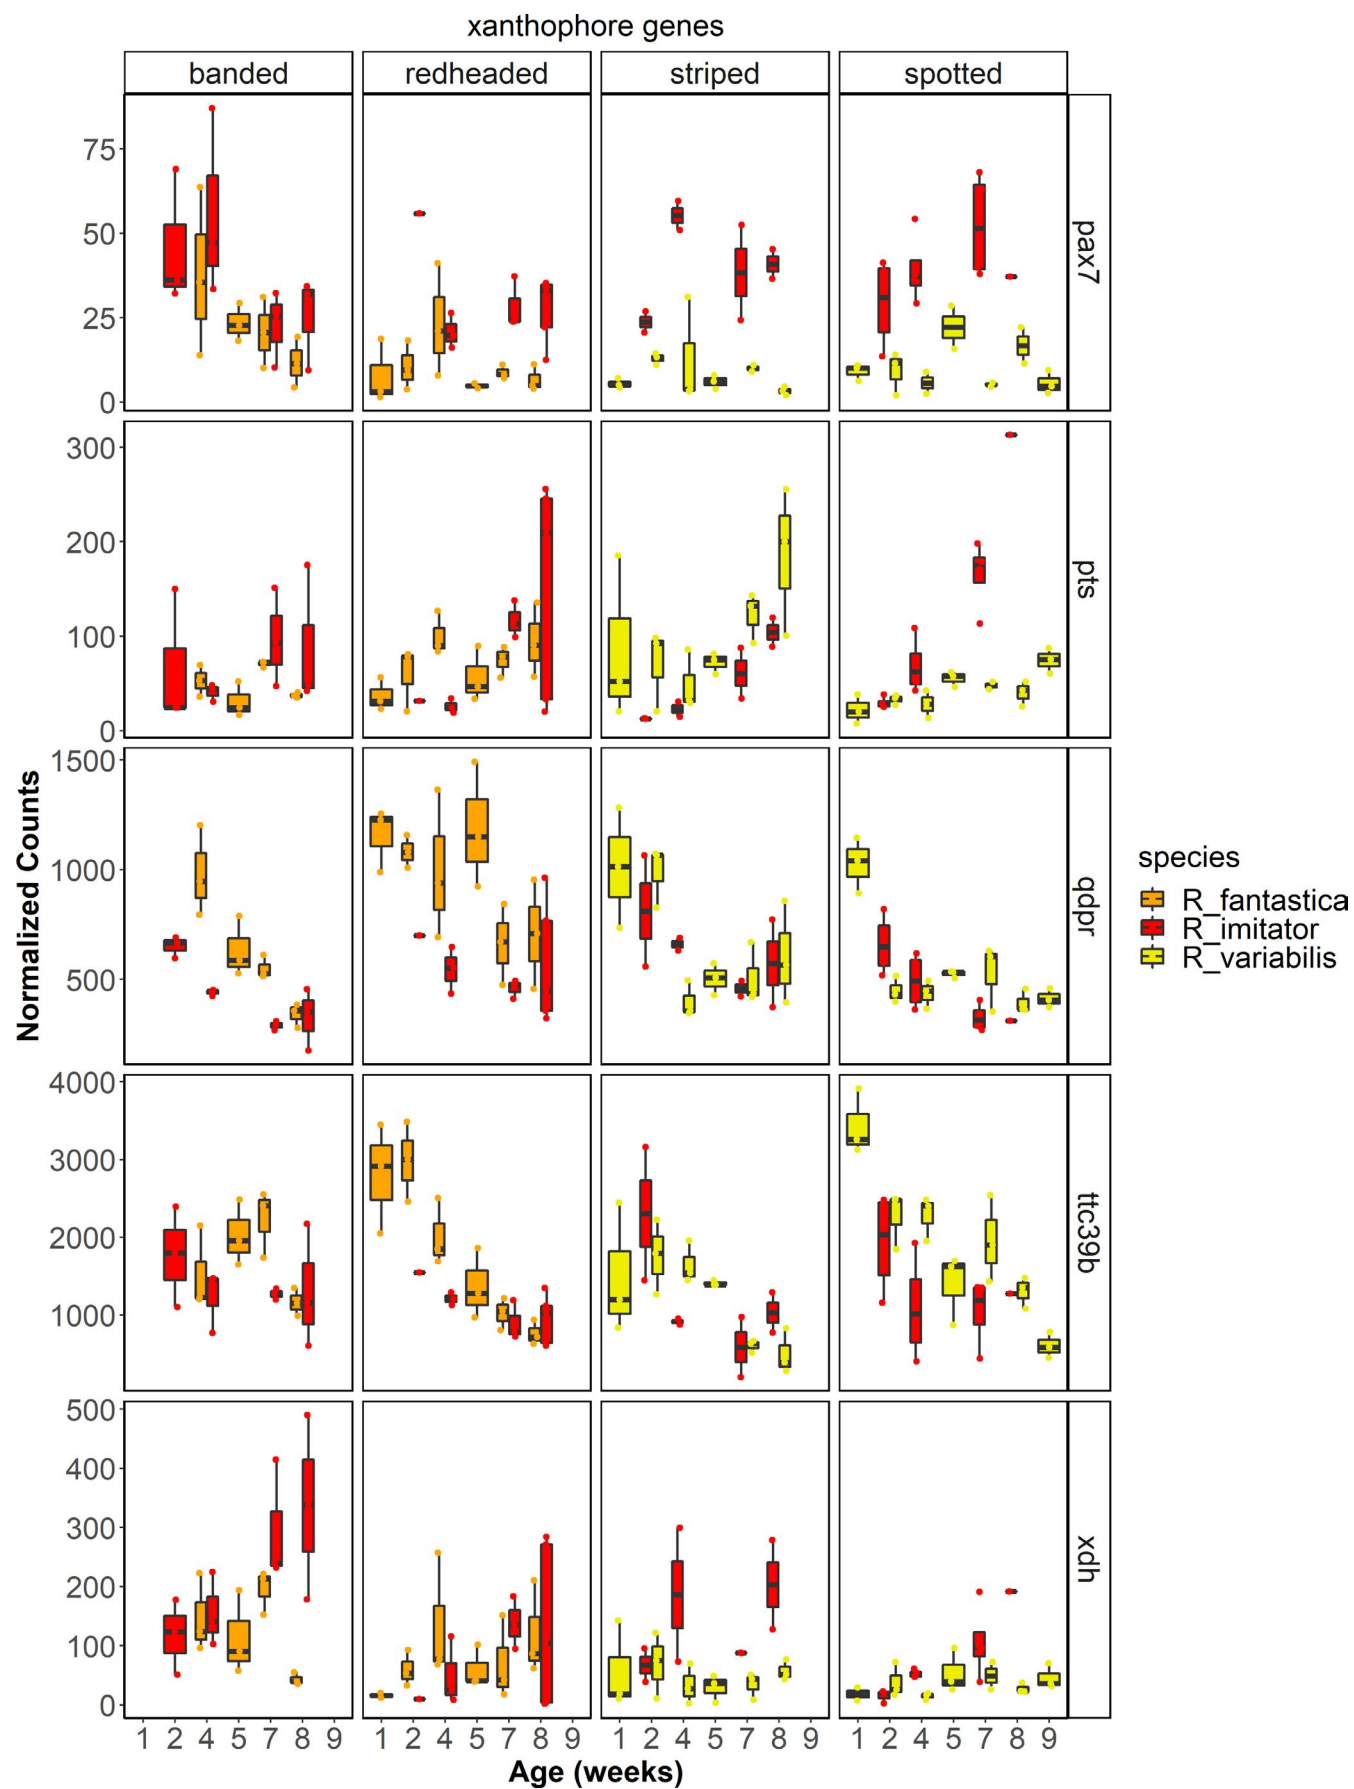 xanthophore genes
banded redheaded striped spotted
75
50
25
0
pax7
300
200
100
0
pts
1500
1000
500
qdpr
4000
3000
2000
1000
ttc39b
500
400
300
200
100
0
xdh
Normalized Counts
1 2 4 5 7 8 9 1 2 4 5 7 8 9 1 2 4 5 7 8 9 1 2 4 5 7 8 9
Age (weeks)
species
R_fantastica
R_imitator
R_variabilis